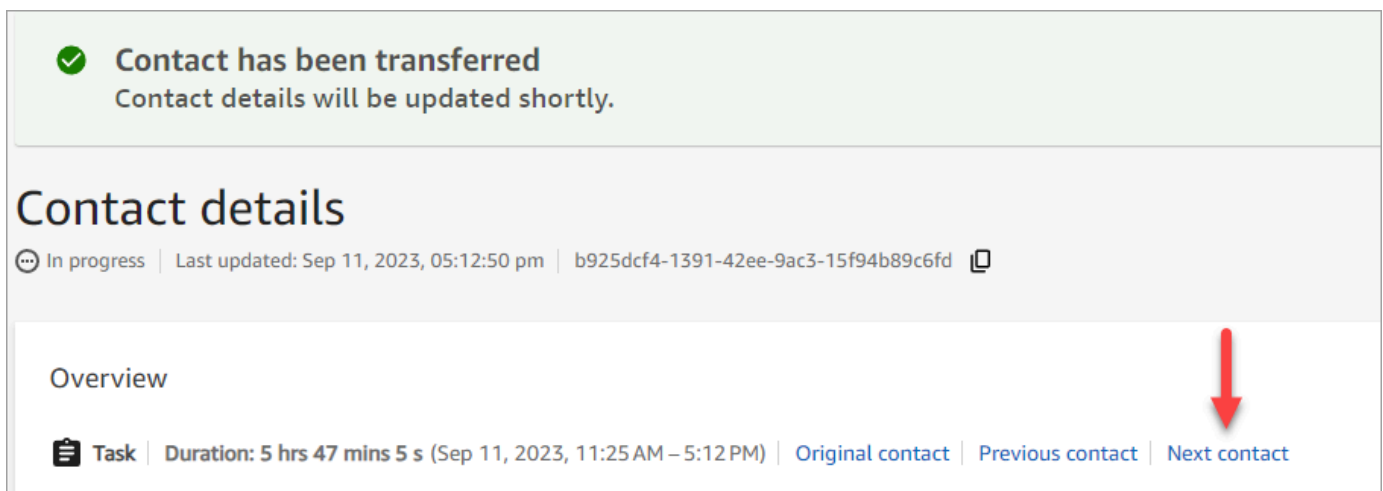 Contact has been transferred
Contact details will be updated shortly.
Contact details
In progress Last updated: Sep 11, 2023, 05:12:50 pm b925dcf4-1391-42ee-9ac3-15f94b89c6fd
Overview
Task Duration: 5 hrs 47 mins 5 s (Sep 11, 2023, 11:25 AM – 5:12 PM) Original contact Previous contact Next contact